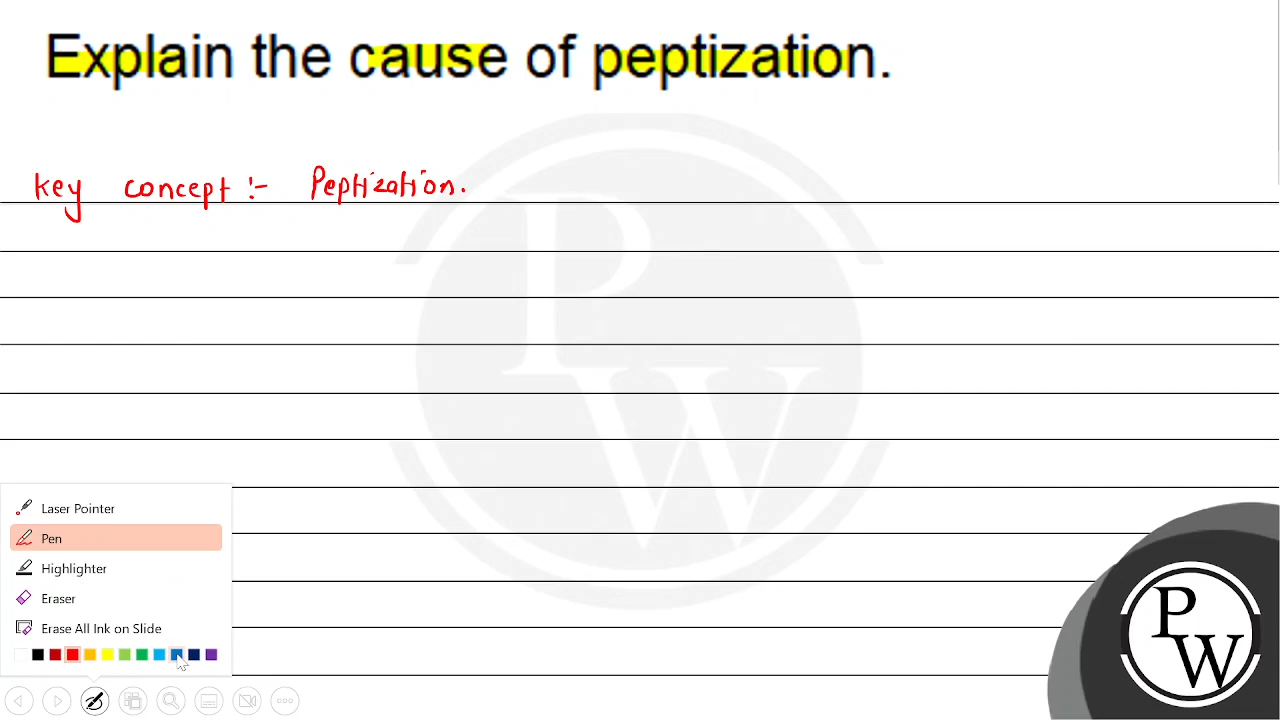 Explain the cause of peptization.
key concept :- Peptization.
P
W
Laser Pointer
Pen
Highlighter
Eraser
Erase All Ink on Slide
P
W